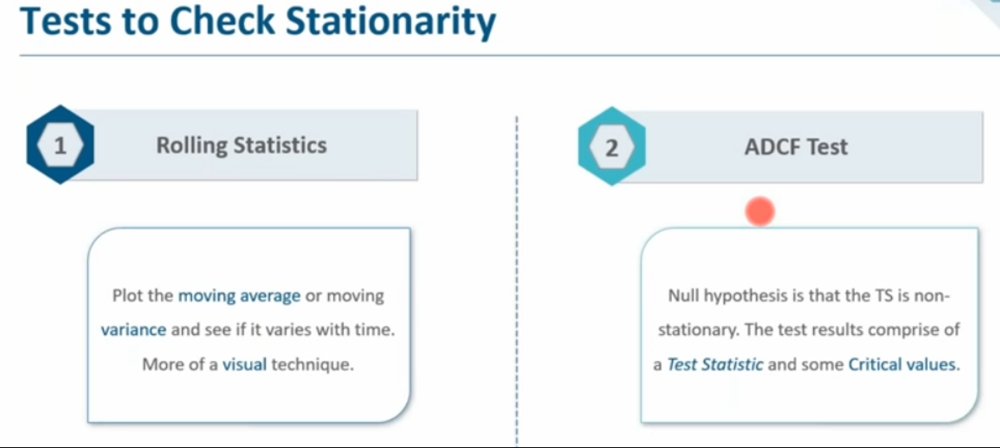 Tests to Check Stationarity
1
Rolling Statistics
Plot the moving average or moving
variance and see if it varies with time.
More of a visual technique.
2
ADCF Test
Null hypothesis is that the TS is non-
stationary. The test results comprise of
a Test Statistic and some Critical values.